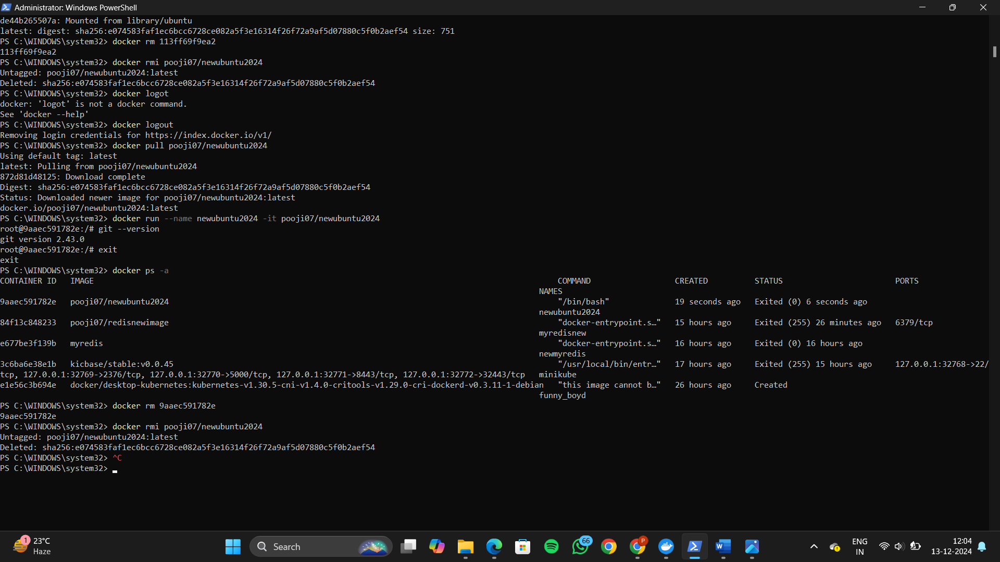 Administrator: Windows PowerShell
de44b265507a: Mounted from library/ubuntu
latest: digest: sha256:e074583faf1ec6bcc6728ce082a5f3e16314f26f72a9af5d07880c5f0b2aef54 size: 751
PS C:\WINDOWS\system32> docker rm 113ff69f9ea2
113ff69f9ea2
PS C:\WINDOWS\system32> docker rmi pooji07/newubuntu2024
Untagged: pooji07/newubuntu2024:latest
Deleted: sha256:e074583faf1ec6bcc6728ce082a5f3e16314f26f72a9af5d07880c5f0b2aef54
PS C:\WINDOWS\system32> docker logot
docker: 'logot' is not a docker command.
See 'docker --help'
PS C:\WINDOWS\system32> docker logout
Removing login credentials for https://index.docker.io/v1/
PS C:\WINDOWS\system32> docker pull pooji07/newubuntu2024
Using default tag: latest
latest: Pulling from pooji07/newubuntu2024
872d81d48125: Download complete
Digest: sha256:e074583faf1ec6bcc6728ce082a5f3e16314f26f72a9af5d07880c5f0b2aef54
Status: Downloaded newer image for pooji07/newubuntu2024:latest
docker.io/pooji07/newubuntu2024:latest
PS C:\WINDOWS\system32> docker run --name newubuntu2024 -it pooji07/newubuntu2024
root@9aaec591782e:/# git --version
git version 2.43.0
root@9aaec591782e:/# exit
exit
PS C:\WINDOWS\system32> docker ps -a
CONTAINER ID IMAGE COMMAND CREATED STATUS PORTS
NAMES
9aaec591782e pooji07/newubuntu2024 "/bin/bash" 19 seconds ago Exited (0) 6 seconds ago
newubuntu2024
84f13c848233 pooji07/redisnewimage "docker-entrypoint.s…" 15 hours ago Exited (255) 26 minutes ago 6379/tcp
myredisnew
e677be3f139b myredis "docker-entrypoint.s…" 16 hours ago Exited (0) 16 hours ago
newmyredis
3c6ba6e38e1b kicbase/stable:v0.0.45 "/usr/local/bin/entr…" 17 hours ago Exited (255) 15 hours ago 127.0.0.1:32768->22/
tcp, 127.0.0.1:32769->2376/tcp, 127.0.0.1:32770->5000/tcp, 127.0.0.1:32771->8443/tcp, 127.0.0.1:32772->32443/tcp minikube
e1e56c3b694e docker/desktop-kubernetes:kubernetes-v1.30.5-cni-v1.4.0-critools-v1.29.0-cri-dockerd-v0.3.11-1-debian "this image cannot b…" 26 hours ago Created
funny_boyd
PS C:\WINDOWS\system32> docker rm 9aaec591782e
9aaec591782e
PS C:\WINDOWS\system32> docker rmi pooji07/newubuntu2024
Untagged: pooji07/newubuntu2024:latest
Deleted: sha256:e074583faf1ec6bcc6728ce082a5f3e16314f26f72a9af5d07880c5f0b2aef54
PS C:\WINDOWS\system32> ^C
PS C:\WINDOWS\system32>
1
23°C
Haze
Search
66
P
W
ENG
IN
12:04
13-12-2024